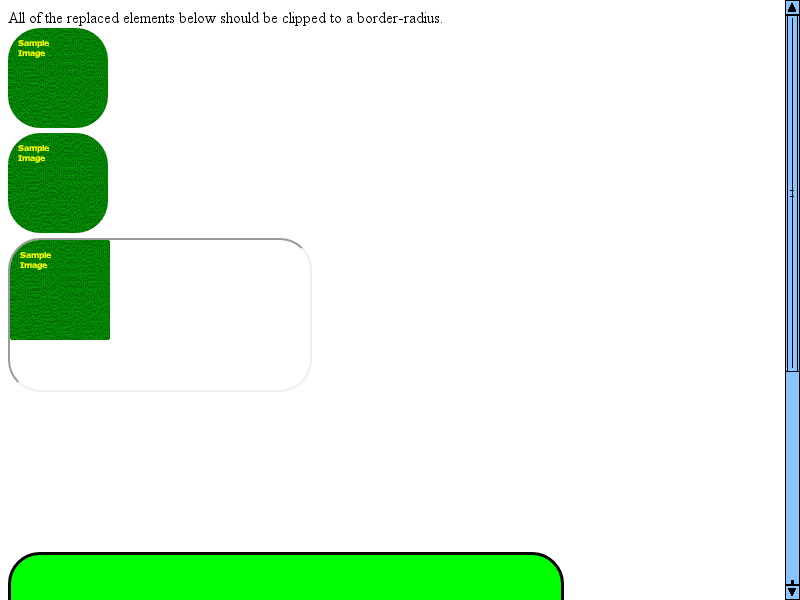 All of the replaced elements below should be clipped to a border-radius.
Sample
Image
Sample
Image
Sample
Image